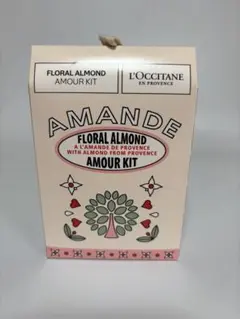 FLORAL ALMOND
AMOUR KIT
L'OCCITANE
EN PROVENCE
AMANDE
FLORAL ALMOND
A L'AMANDE DE PROVENCE
WITH ALMOND FROM PROVENCE
AMOUR KIT